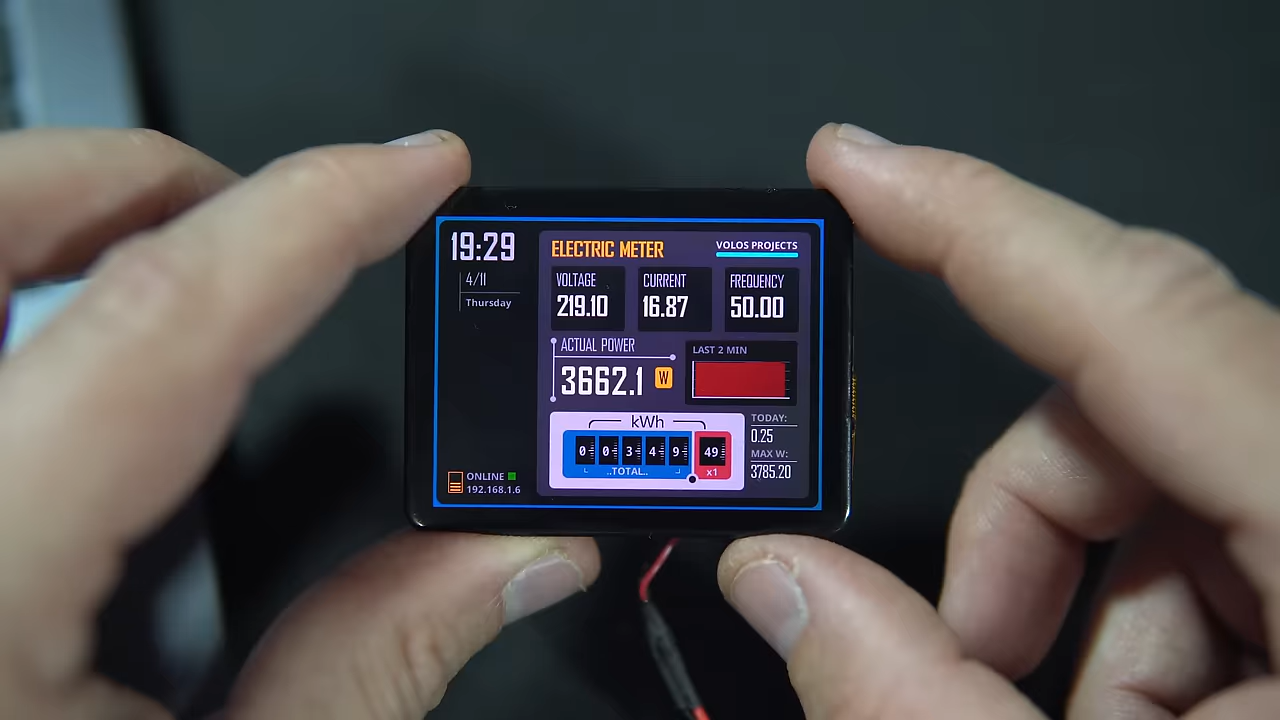 19:29
4/11
Thursday
ONLINE
192.168.1.6
ELECTRIC METER
VOLOS PROJECTS
VOLTAGE
219.10
CURRENT
16.87
FREQUENCY
50.00
ACTUAL POWER
3662.1 W
LAST 2 MIN
kWh
0 0 3 4 9 49
..TOTAL.. x1
TODAY:
0.25
MAX W:
3785.20